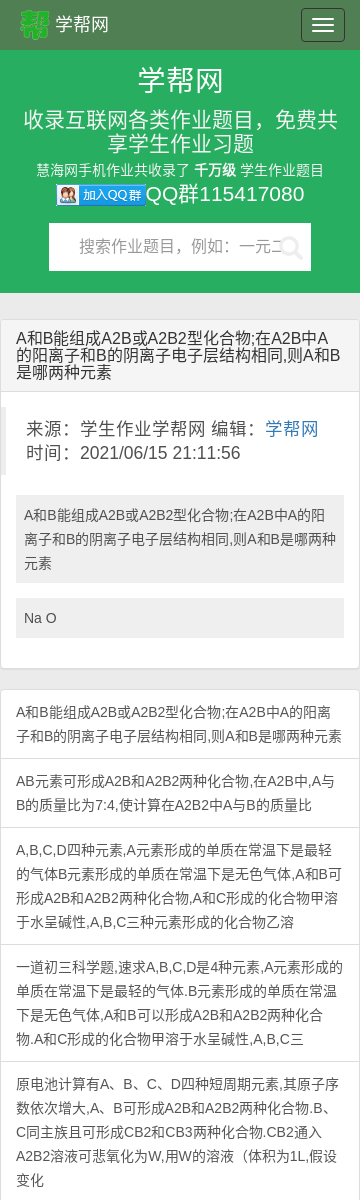 帮 学帮网
学帮网
收录互联网各类作业题目，免费共
享学生作业习题
慧海网手机作业共收录了 千万级 学生作业题目
加入QQ群QQ群115417080
搜索作业题目，例如：一元二
A和B能组成A2B或A2B2型化合物;在A2B中A
的阳离子和B的阴离子电子层结构相同,则A和B
是哪两种元素
来源：学生作业学帮网 编辑：学帮网
时间：2021/06/15 21:11:56
A和B能组成A2B或A2B2型化合物;在A2B中A的阳
离子和B的阴离子电子层结构相同,则A和B是哪两种
元素
Na O
A和B能组成A2B或A2B2型化合物;在A2B中A的阳离
子和B的阴离子电子层结构相同,则A和B是哪两种元素
AB元素可形成A2B和A2B2两种化合物,在A2B中,A与
B的质量比为7:4,使计算在A2B2中A与B的质量比
A,B,C,D四种元素,A元素形成的单质在常温下是最轻
的气体B元素形成的单质在常温下是无色气体,A和B可
形成A2B和A2B2两种化合物,A和C形成的化合物甲溶
于水呈碱性,A,B,C三种元素形成的化合物乙溶
一道初三科学题,速求A,B,C,D是4种元素,A元素形成的
单质在常温下是最轻的气体.B元素形成的单质在常温
下是无色气体,A和B可以形成A2B和A2B2两种化合
物.A和C形成的化合物甲溶于水呈碱性,A,B,C三
原电池计算有A、B、C、D四种短周期元素,其原子序
数依次增大,A、B可形成A2B和A2B2两种化合物.B、
C同主族且可形成CB2和CB3两种化合物.CB2通入
A2B2溶液可悲氧化为W,用W的溶液（体积为1L,假设
变化